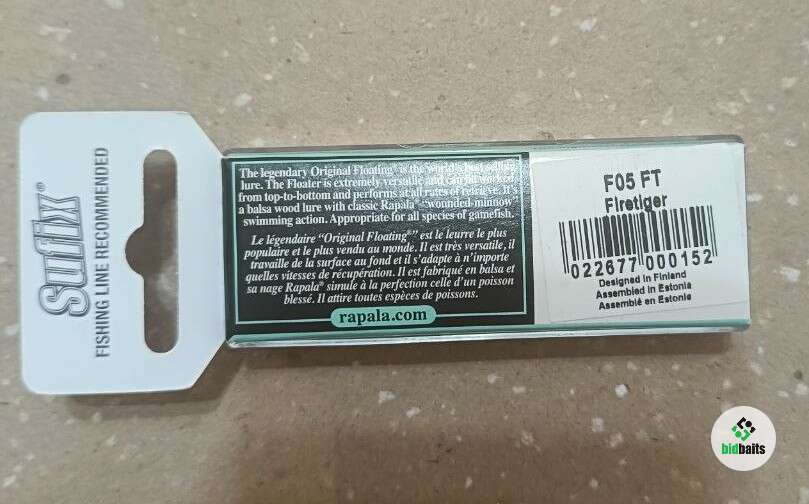 Sufix®
FISHING LINE RECOMMENDED
The legendary Original Floating® is the world's best selling
lure. The Floater is extremely versatile and can be worked
from top-to-bottom and performs at all rates of retrieve. It's
a balsa wood lure with classic Rapala® "wounded-minnow"
swimming action. Appropriate for all species of gamefish.
Le légendaire "Original Floating®" est le leurre le plus
populaire et le plus vendu au monde. Il est très versatile, il
travaille de la surface au fond et il s'adapte à n'importe
quelles vitesses de récupération. Il est fabriqué en balsa et
sa nage Rapala® simule à la perfection celle d'un poisson
blessé. Il attire toutes espèces de poissons.
rapala.com
F05 FT
Firetiger
022677 000152
Designed in Finland
Assembled in Estonia
Assemblé en Estonie
bidbaits